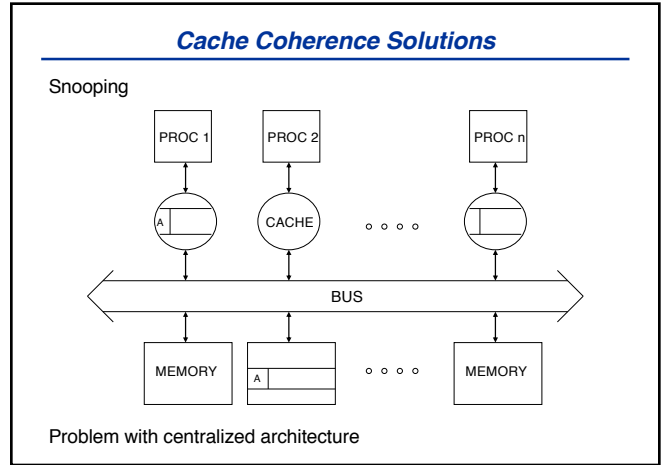 Cache Coherence Solutions
Snooping
PROC 1 PROC 2 PROC n
A CACHE
BUS
MEMORY A MEMORY
Problem with centralized architecture